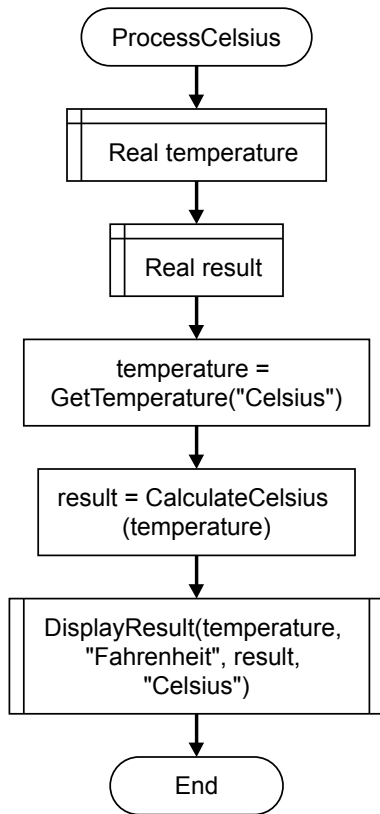 ProcessCelsius
Real temperature
Real result
temperature =
GetTemperature("Celsius")
result = CalculateCelsius
(temperature)
DisplayResult(temperature,
"Fahrenheit", result,
"Celsius")
End